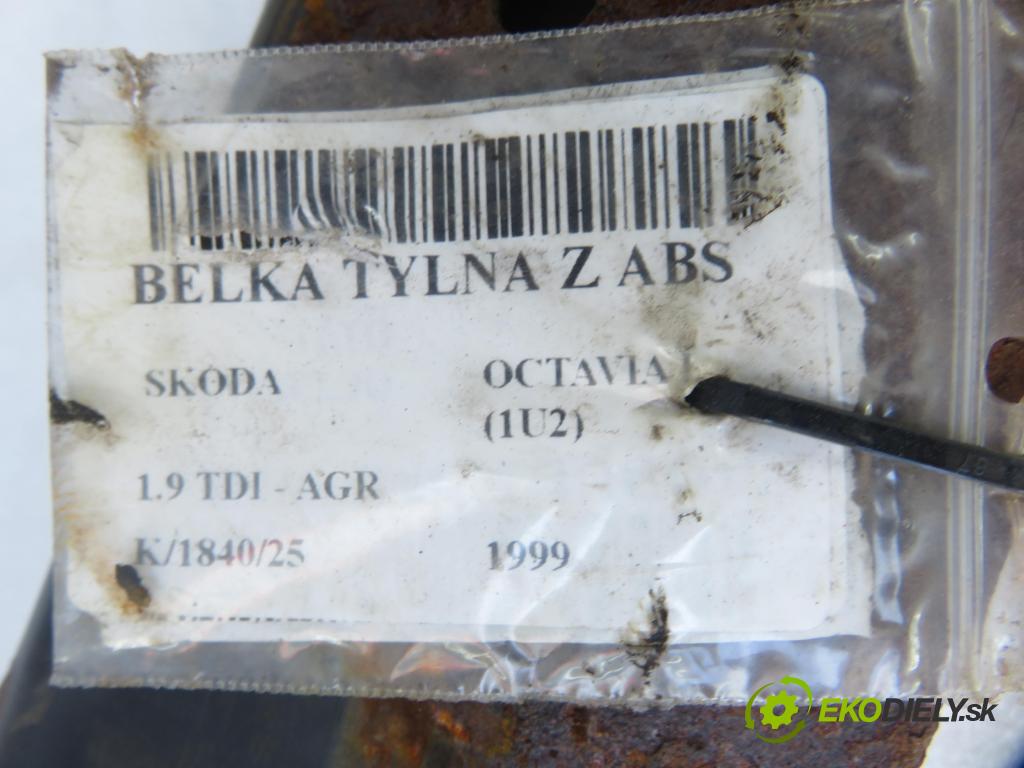 BELKA TYLNA Z ABS
SKODA
OCTAVIA I
(1U2)
1.9 TDI - AGR
K/1840/25
1999
EKODIELY.sk